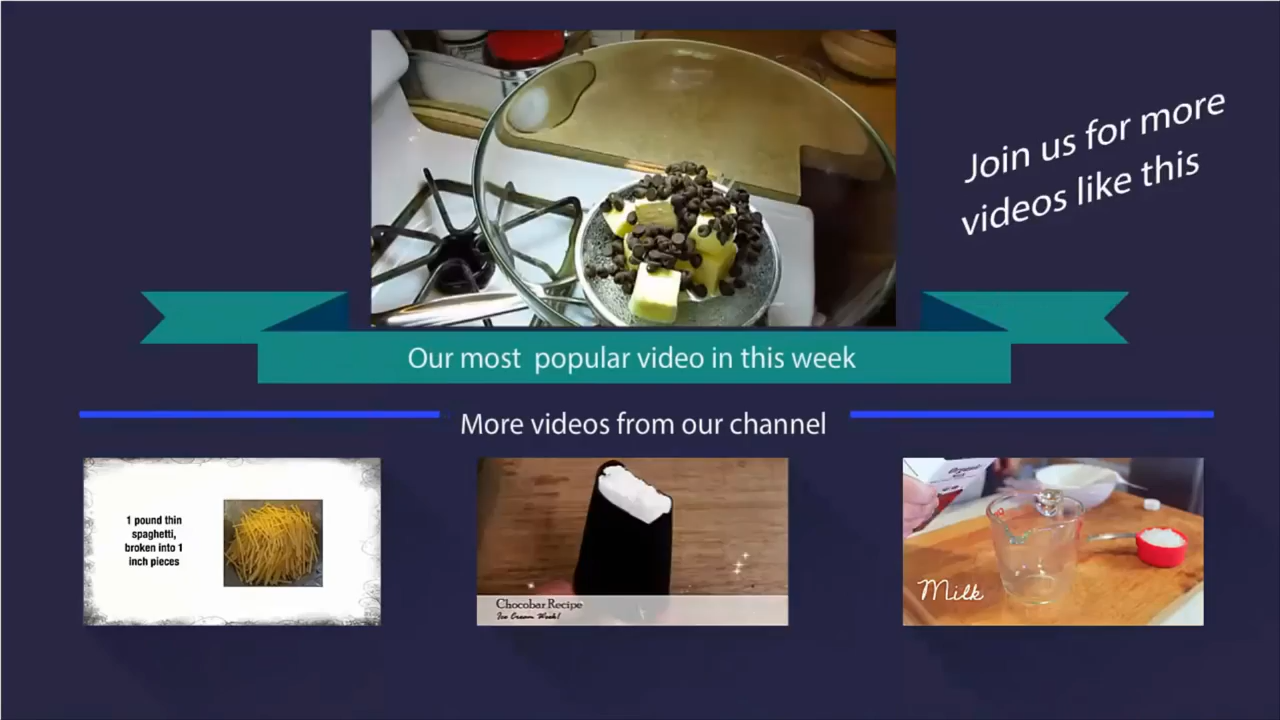 Join us for more
videos like this
Our most popular video in this week
More videos from our channel
1 pound thin
spaghetti,
broken into 1
inch pieces
Chocobar Recipe
Ice Cream Week!
Organic
Milk